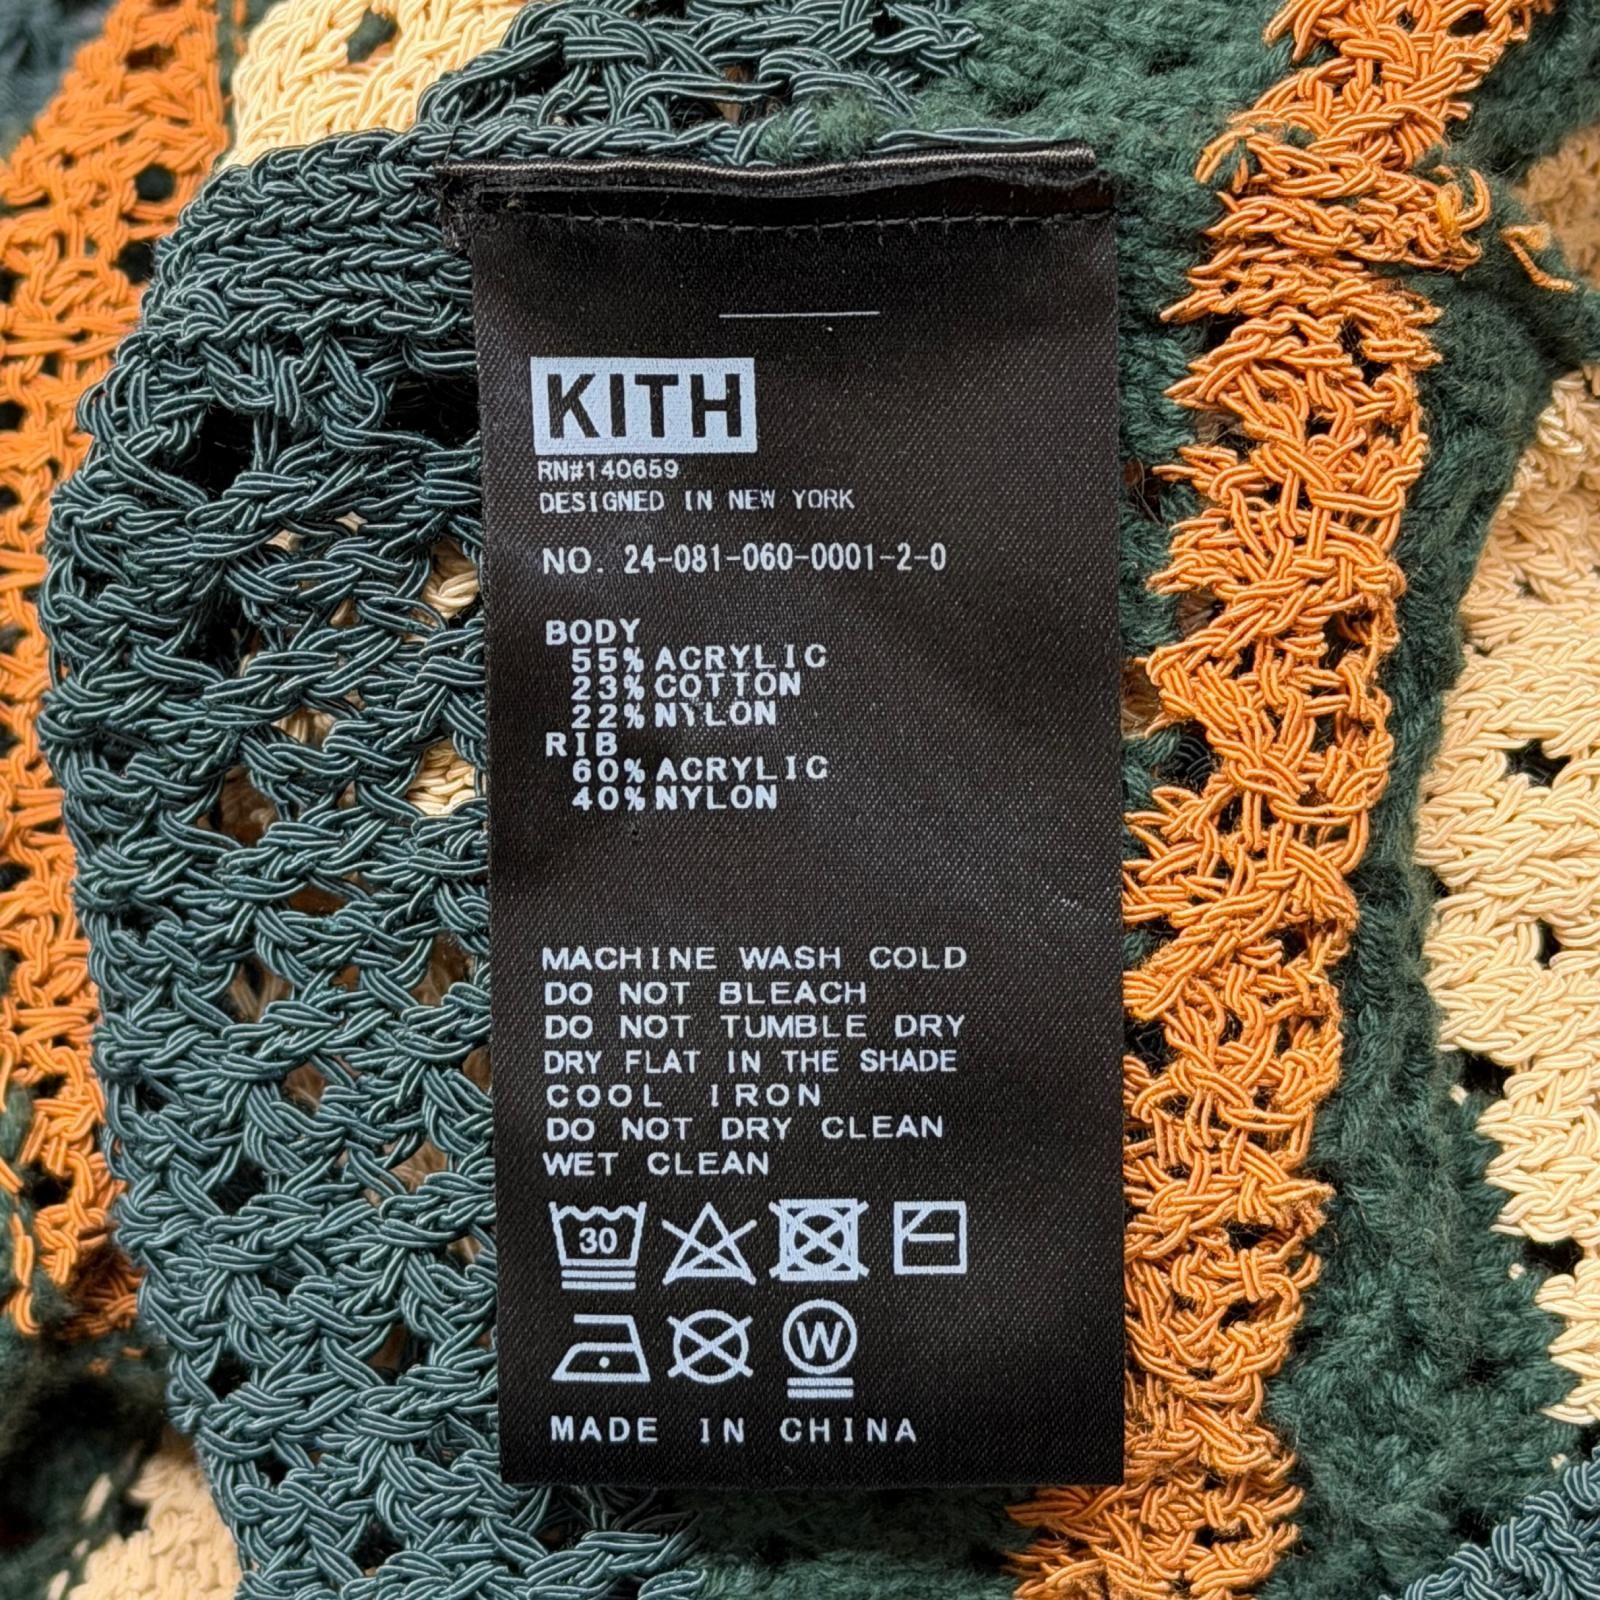 KITH
RN#140659
DESIGNED IN NEW YORK
NO. 24-081-060-0001-2-0
BODY
55% ACRYLIC
23% COTTON
22% NYLON
RIB
60% ACRYLIC
40% NYLON
MACHINE WASH COLD
DO NOT BLEACH
DO NOT TUMBLE DRY
DRY FLAT IN THE SHADE
COOL IRON
DO NOT DRY CLEAN
WET CLEAN
30
W
MADE IN CHINA